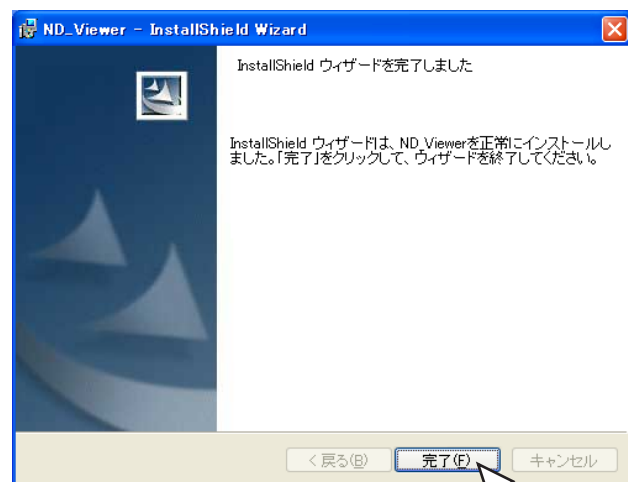 ND_Viewer - InstallShield Wizard
InstallShield ウィザードを完了しました
InstallShield ウィザードは、ND_Viewerを正常にインストールし
ました。「完了」をクリックして、ウィザードを終了してください。
< 戻る(B)
完了(F)
キャンセル